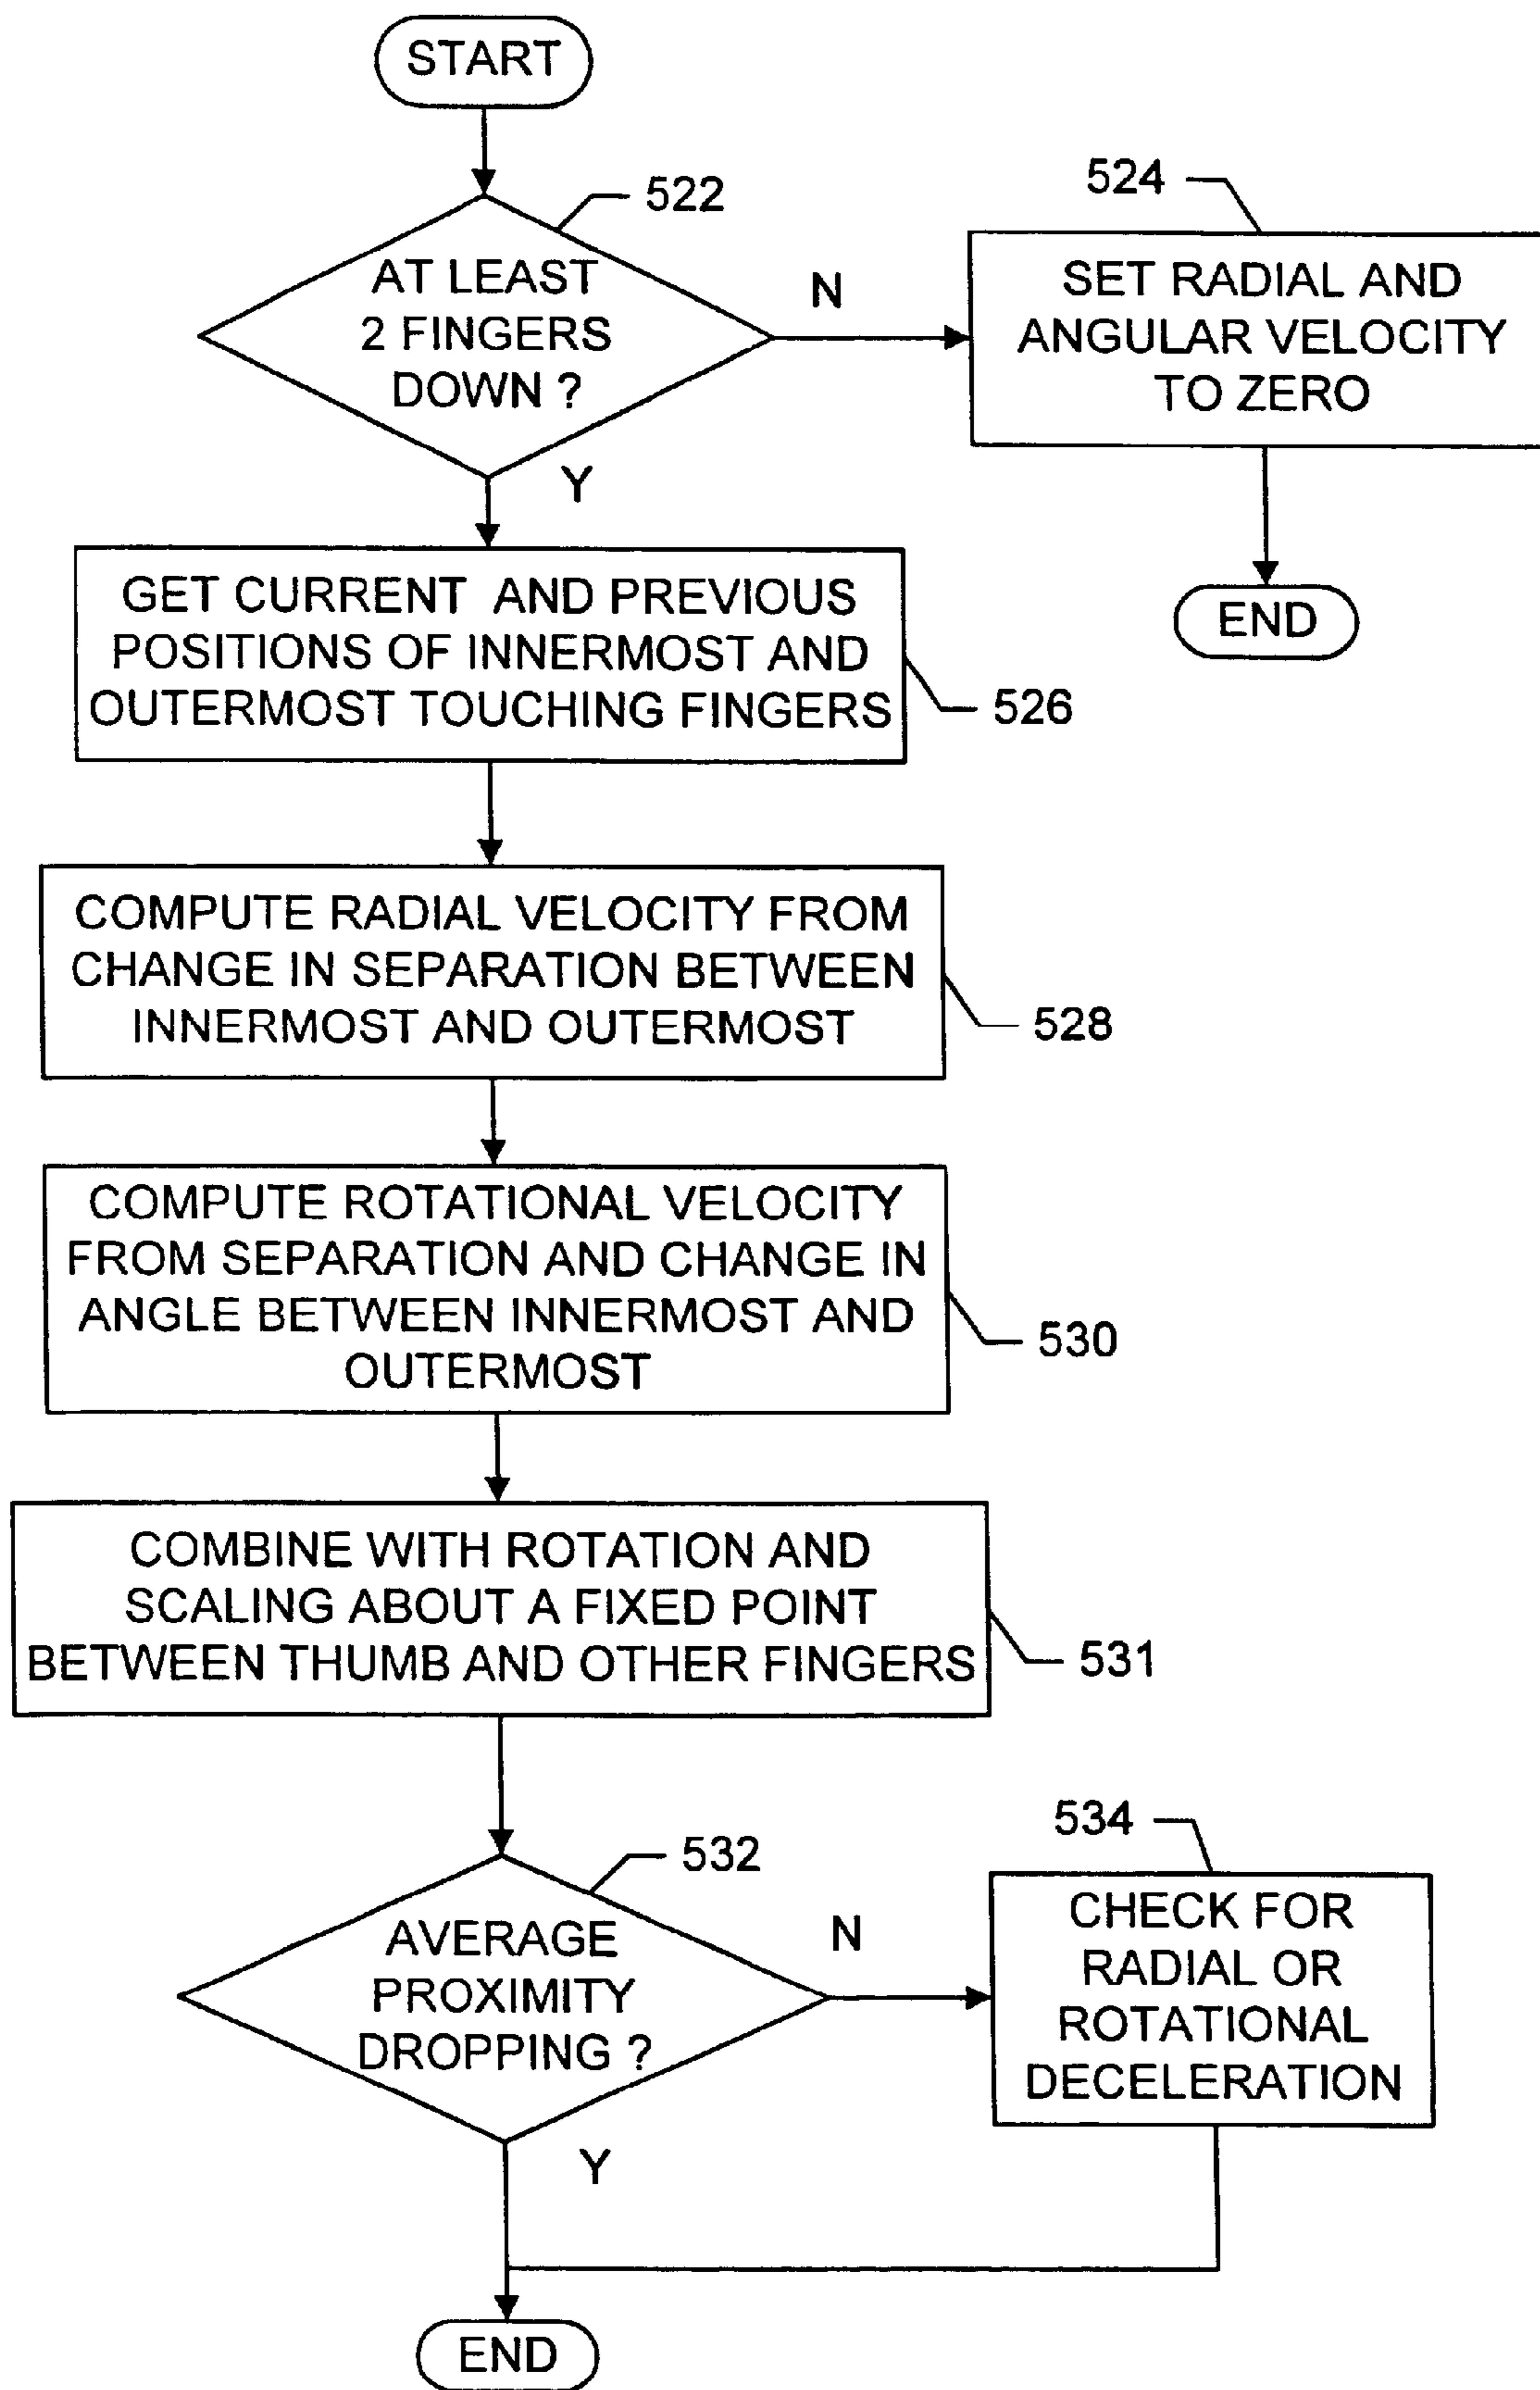 START
522
AT LEAST
2 FINGERS
DOWN ?
N
Y
524
SET RADIAL AND
ANGULAR VELOCITY
TO ZERO
END
GET CURRENT AND PREVIOUS
POSITIONS OF INNERMOST AND
OUTERMOST TOUCHING FINGERS
526
COMPUTE RADIAL VELOCITY FROM
CHANGE IN SEPARATION BETWEEN
INNERMOST AND OUTERMOST
528
COMPUTE ROTATIONAL VELOCITY
FROM SEPARATION AND CHANGE IN
ANGLE BETWEEN INNERMOST AND
OUTERMOST
530
COMBINE WITH ROTATION AND
SCALING ABOUT A FIXED POINT
BETWEEN THUMB AND OTHER FINGERS
531
532
AVERAGE
PROXIMITY
DROPPING ?
N
Y
534
CHECK FOR
RADIAL OR
ROTATIONAL
DECELERATION
END